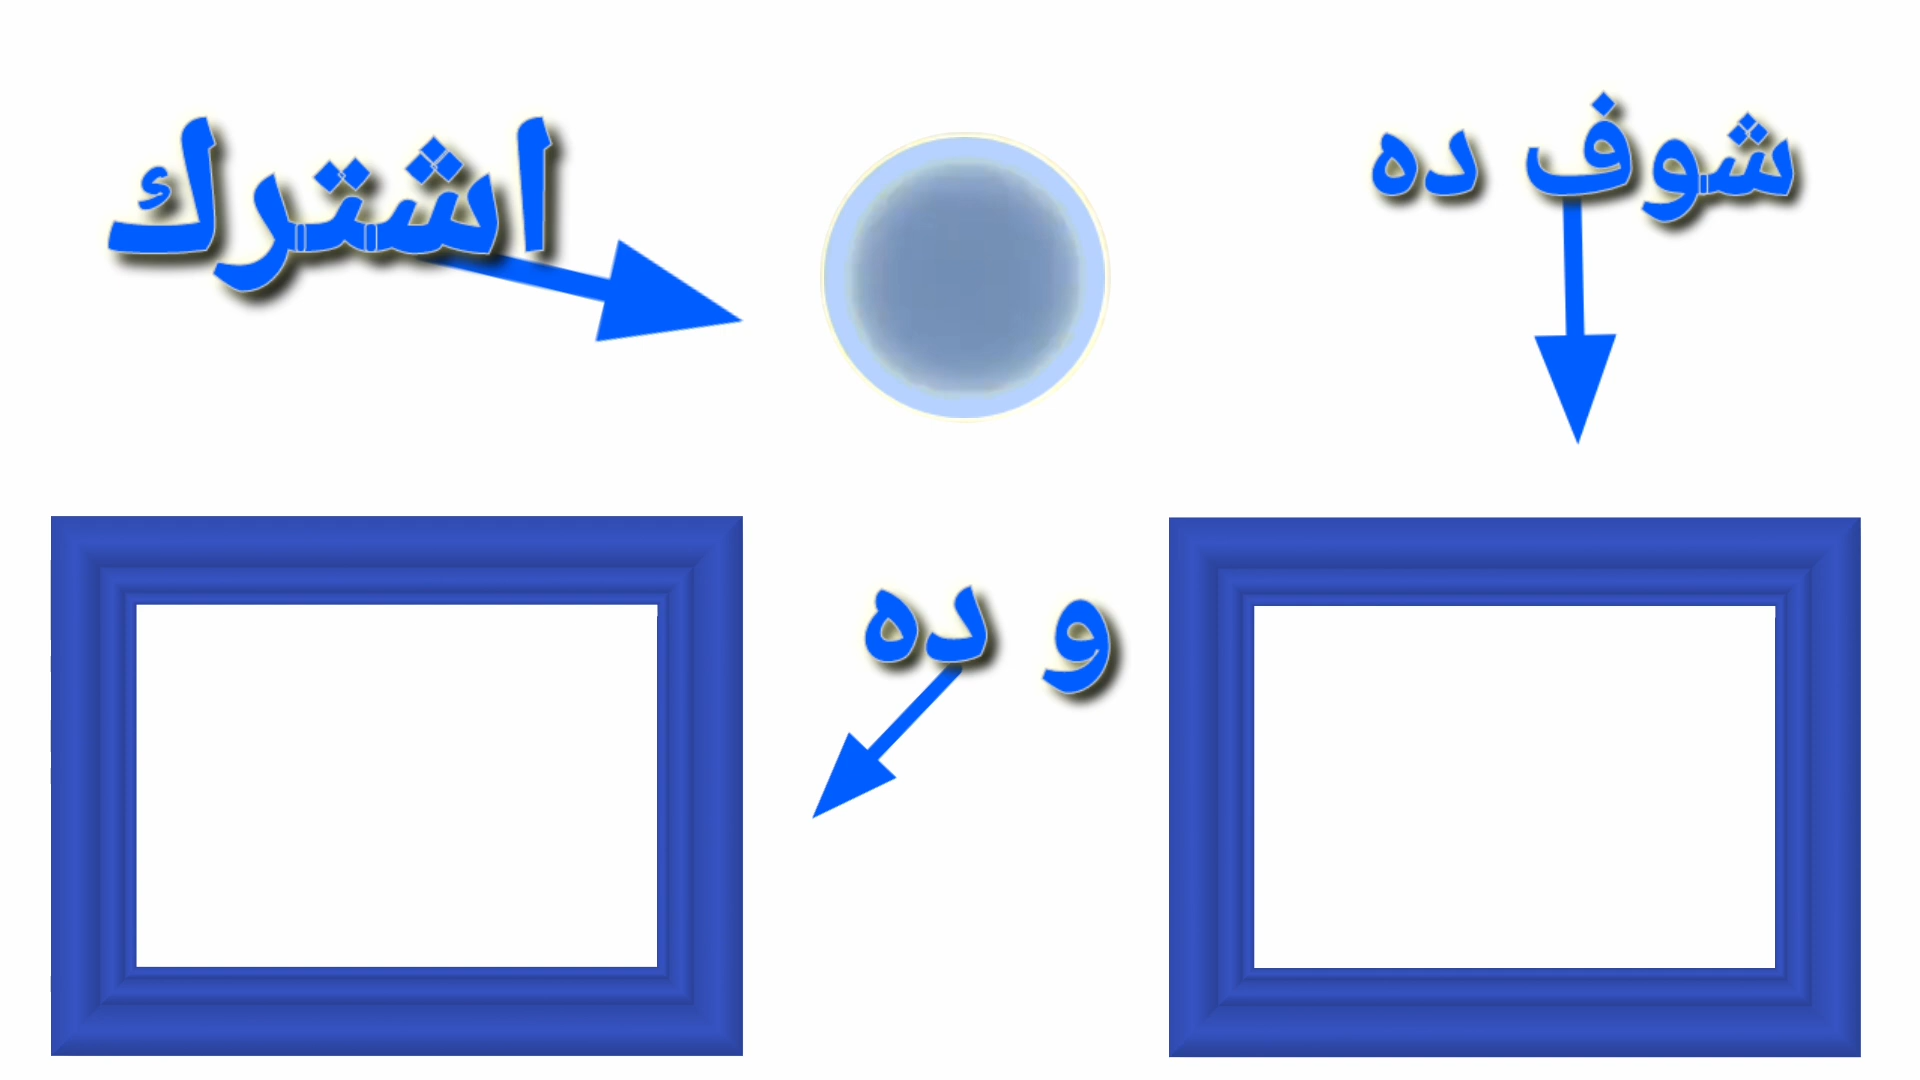 اشترك
شوف ده
و ده